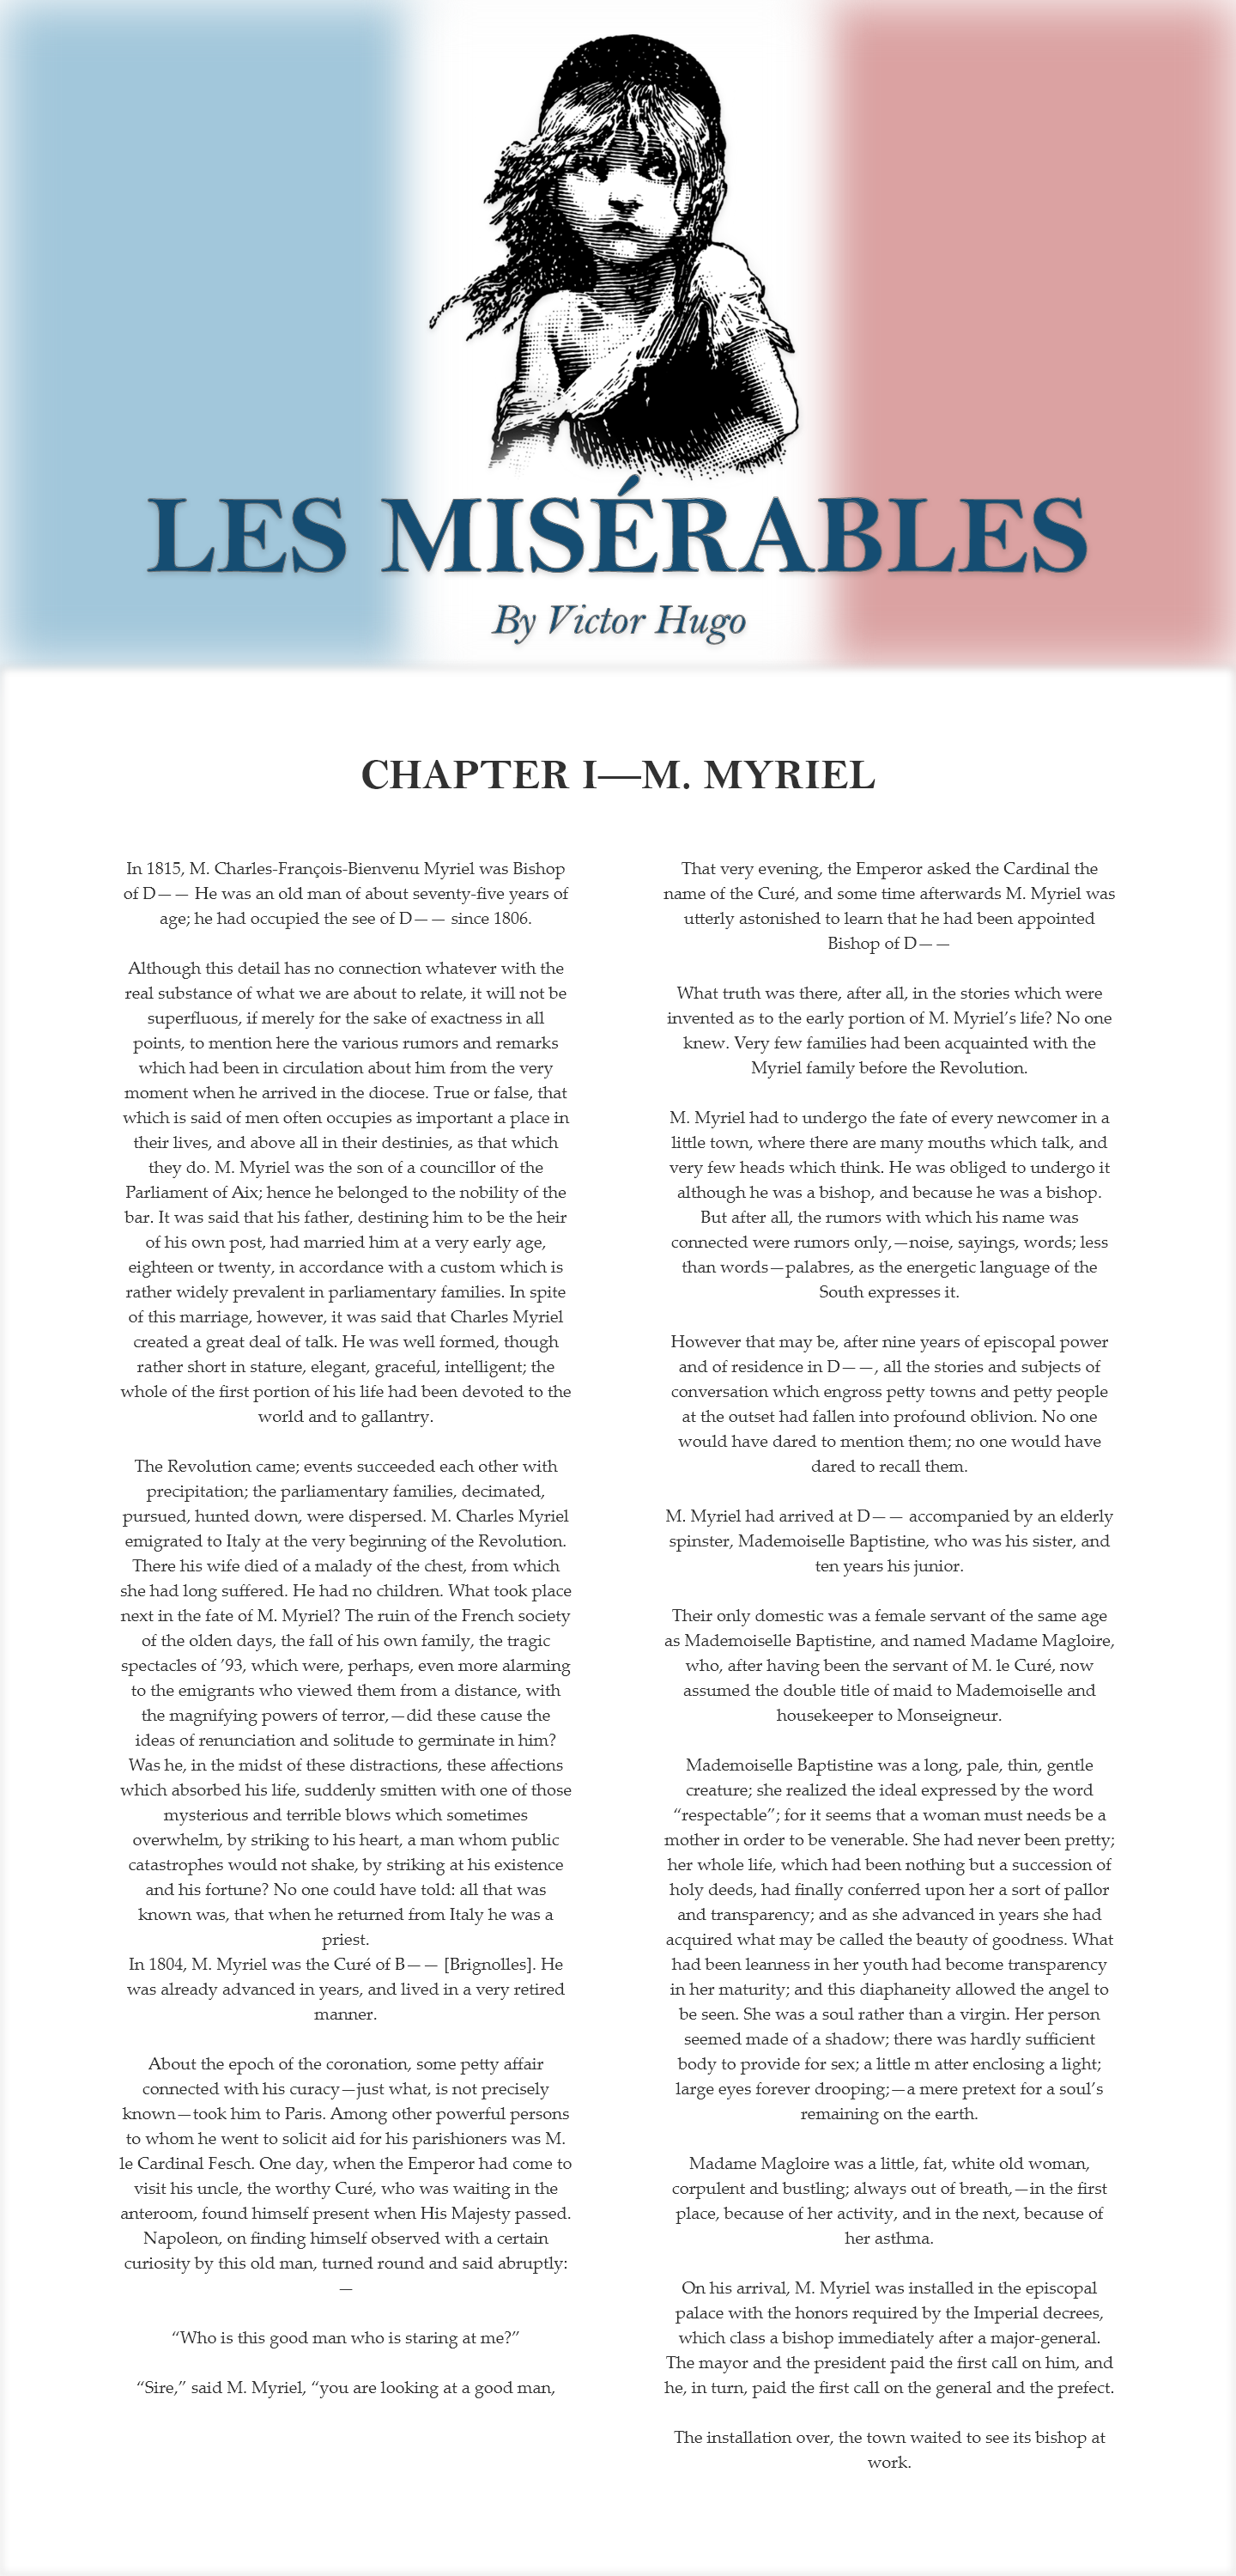 LES MISÉRABLES
By Victor Hugo
CHAPTER I—M. MYRIEL
In 1815, M. Charles-François-Bienvenu Myriel was Bishop
of D—— He was an old man of about seventy-five years of
age; he had occupied the see of D—— since 1806.
Although this detail has no connection whatever with the
real substance of what we are about to relate, it will not be
superfluous, if merely for the sake of exactness in all
points, to mention here the various rumors and remarks
which had been in circulation about him from the very
moment when he arrived in the diocese. True or false, that
which is said of men often occupies as important a place in
their lives, and above all in their destinies, as that which
they do. M. Myriel was the son of a councillor of the
Parliament of Aix; hence he belonged to the nobility of the
bar. It was said that his father, destining him to be the heir
of his own post, had married him at a very early age,
eighteen or twenty, in accordance with a custom which is
rather widely prevalent in parliamentary families. In spite
of this marriage, however, it was said that Charles Myriel
created a great deal of talk. He was well formed, though
rather short in stature, elegant, graceful, intelligent; the
whole of the first portion of his life had been devoted to the
world and to gallantry.
The Revolution came; events succeeded each other with
precipitation; the parliamentary families, decimated,
pursued, hunted down, were dispersed. M. Charles Myriel
emigrated to Italy at the very beginning of the Revolution.
There his wife died of a malady of the chest, from which
she had long suffered. He had no children. What took place
next in the fate of M. Myriel? The ruin of the French society
of the olden days, the fall of his own family, the tragic
spectacles of ’93, which were, perhaps, even more alarming
to the emigrants who viewed them from a distance, with
the magnifying powers of terror,—did these cause the
ideas of renunciation and solitude to germinate in him?
Was he, in the midst of these distractions, these affections
which absorbed his life, suddenly smitten with one of those
mysterious and terrible blows which sometimes
overwhelm, by striking to his heart, a man whom public
catastrophes would not shake, by striking at his existence
and his fortune? No one could have told: all that was
known was, that when he returned from Italy he was a
priest.
In 1804, M. Myriel was the Curé of B—— [Brignolles]. He
was already advanced in years, and lived in a very retired
manner.
About the epoch of the coronation, some petty affair
connected with his curacy—just what, is not precisely
known—took him to Paris. Among other powerful persons
to whom he went to solicit aid for his parishioners was M.
le Cardinal Fesch. One day, when the Emperor had come to
visit his uncle, the worthy Curé, who was waiting in the
anteroom, found himself present when His Majesty passed.
Napoleon, on finding himself observed with a certain
curiosity by this old man, turned round and said abruptly:
—
“Who is this good man who is staring at me?”
“Sire,” said M. Myriel, “you are looking at a good man,
That very evening, the Emperor asked the Cardinal the
name of the Curé, and some time afterwards M. Myriel was
utterly astonished to learn that he had been appointed
Bishop of D——
What truth was there, after all, in the stories which were
invented as to the early portion of M. Myriel’s life? No one
knew. Very few families had been acquainted with the
Myriel family before the Revolution.
M. Myriel had to undergo the fate of every newcomer in a
little town, where there are many mouths which talk, and
very few heads which think. He was obliged to undergo it
although he was a bishop, and because he was a bishop.
But after all, the rumors with which his name was
connected were rumors only,—noise, sayings, words; less
than words—palabres, as the energetic language of the
South expresses it.
However that may be, after nine years of episcopal power
and of residence in D——, all the stories and subjects of
conversation which engross petty towns and petty people
at the outset had fallen into profound oblivion. No one
would have dared to mention them; no one would have
dared to recall them.
M. Myriel had arrived at D—— accompanied by an elderly
spinster, Mademoiselle Baptistine, who was his sister, and
ten years his junior.
Their only domestic was a female servant of the same age
as Mademoiselle Baptistine, and named Madame Magloire,
who, after having been the servant of M. le Curé, now
assumed the double title of maid to Mademoiselle and
housekeeper to Monseigneur.
Mademoiselle Baptistine was a long, pale, thin, gentle
creature; she realized the ideal expressed by the word
“respectable”; for it seems that a woman must needs be a
mother in order to be venerable. She had never been pretty;
her whole life, which had been nothing but a succession of
holy deeds, had finally conferred upon her a sort of pallor
and transparency; and as she advanced in years she had
acquired what may be called the beauty of goodness. What
had been leanness in her youth had become transparency
in her maturity; and this diaphaneity allowed the angel to
be seen. She was a soul rather than a virgin. Her person
seemed made of a shadow; there was hardly sufficient
body to provide for sex; a little m atter enclosing a light;
large eyes forever drooping;—a mere pretext for a soul’s
remaining on the earth.
Madame Magloire was a little, fat, white old woman,
corpulent and bustling; always out of breath,—in the first
place, because of her activity, and in the next, because of
her asthma.
On his arrival, M. Myriel was installed in the episcopal
palace with the honors required by the Imperial decrees,
which class a bishop immediately after a major-general.
The mayor and the president paid the first call on him, and
he, in turn, paid the first call on the general and the prefect.
The installation over, the town waited to see its bishop at
work.